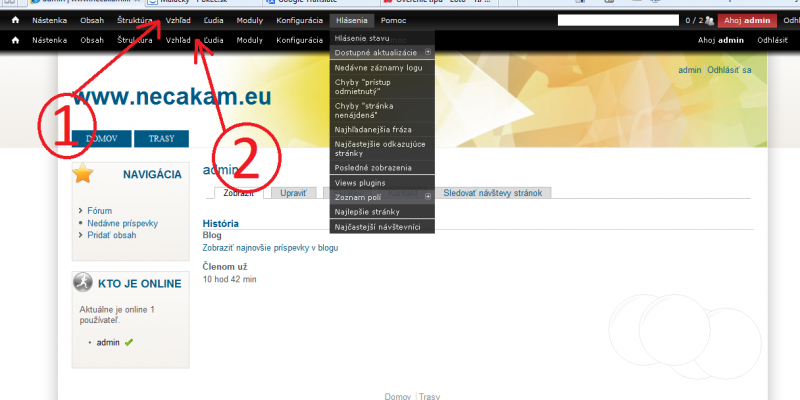 Nástenka Obsah Štruktúra Vzhľad Ľudia Moduly Konfigurácia Hlásenia Pomoc 0 / 2 Ahoj admin Odhl
Nástenka Obsah Štruktúra Vzhľad Ľudia Moduly Konfigurácia Ahoj admin Odhlásiť
Hlásenie stavu
Dostupné aktualizácie
Nedávne záznamy logu
Chyby "prístup
odmietnutý"
Chyby "stránka
nenájdená"
Najhľadanejšia fráza
Najčastejšie odkazujúce
stránky
Posledné zobrazenia
Views plugins
Zoznam polí
Najlepšie stránky
Najčastejší návštevníci
admin Odhlásiť sa
www.necakam.eu
1
2
DOMOV TRASY
NAVIGÁCIA
Fórum
Nedávne príspevky
Pridať obsah
KTO JE ONLINE
Aktuálne je online 1
používateľ.
admin
admin
Zobraziť Upraviť Sledovať návštevy stránok
História
Blog
Zobraziť najnovšie príspevky v blogu
Členom už
10 hod 42 min
Domov Trasy